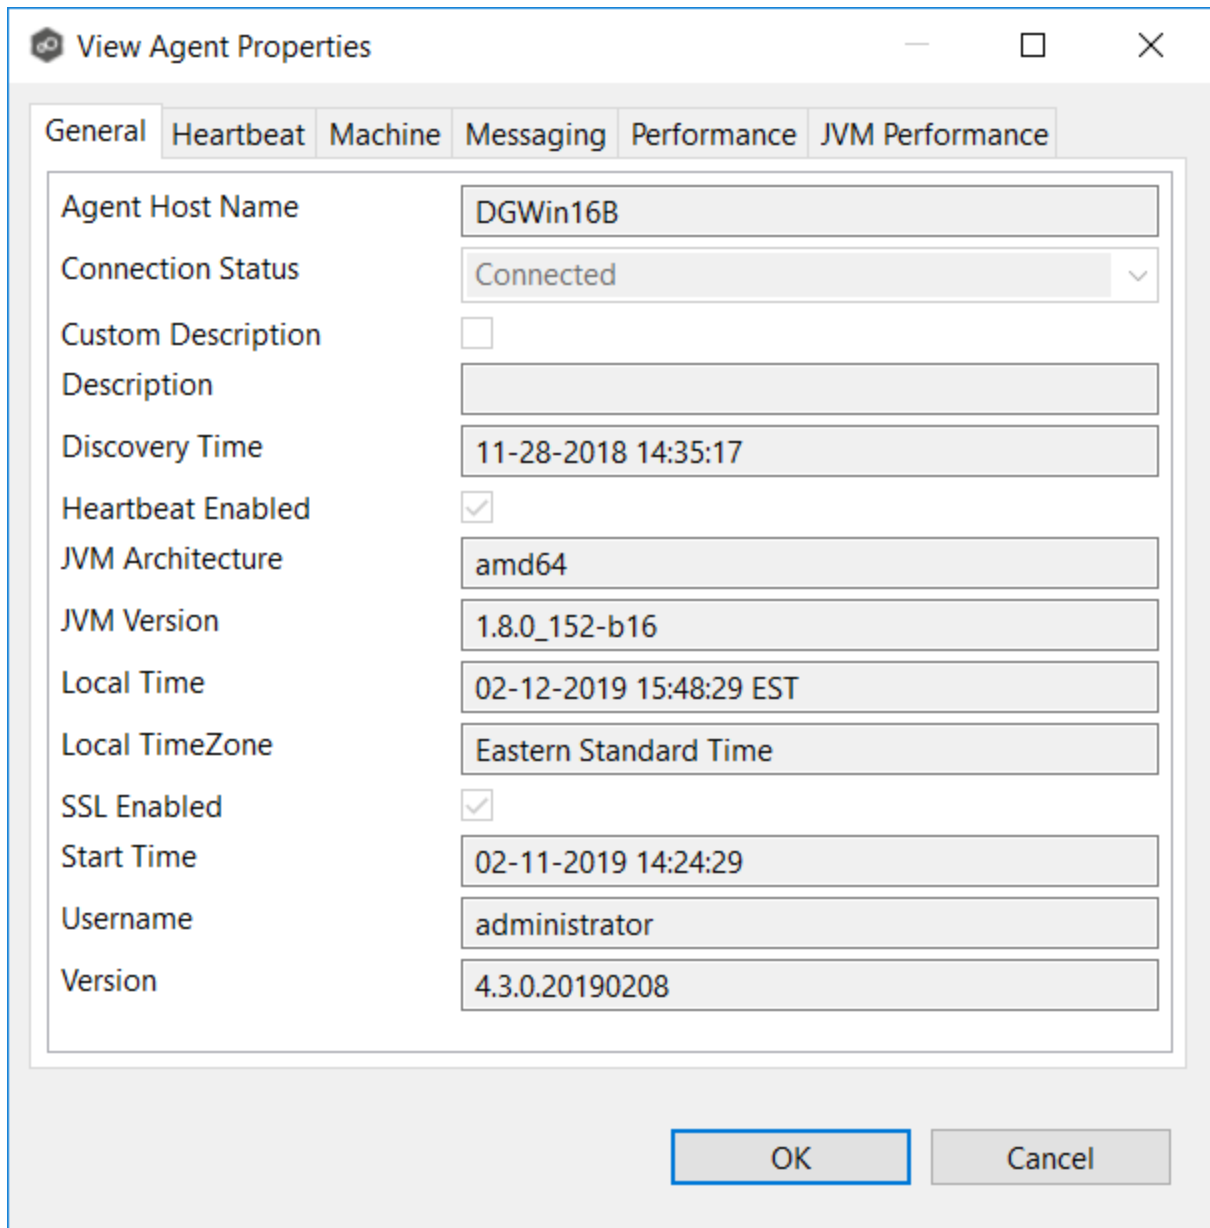 View Agent Properties
General Heartbeat Machine Messaging Performance JVM Performance
Agent Host Name DGWin16B
Connection Status Connected
Custom Description
Description
Discovery Time 11-28-2018 14:35:17
Heartbeat Enabled
JVM Architecture amd64
JVM Version 1.8.0_152-b16
Local Time 02-12-2019 15:48:29 EST
Local TimeZone Eastern Standard Time
SSL Enabled
Start Time 02-11-2019 14:24:29
Username administrator
Version 4.3.0.20190208
OK Cancel